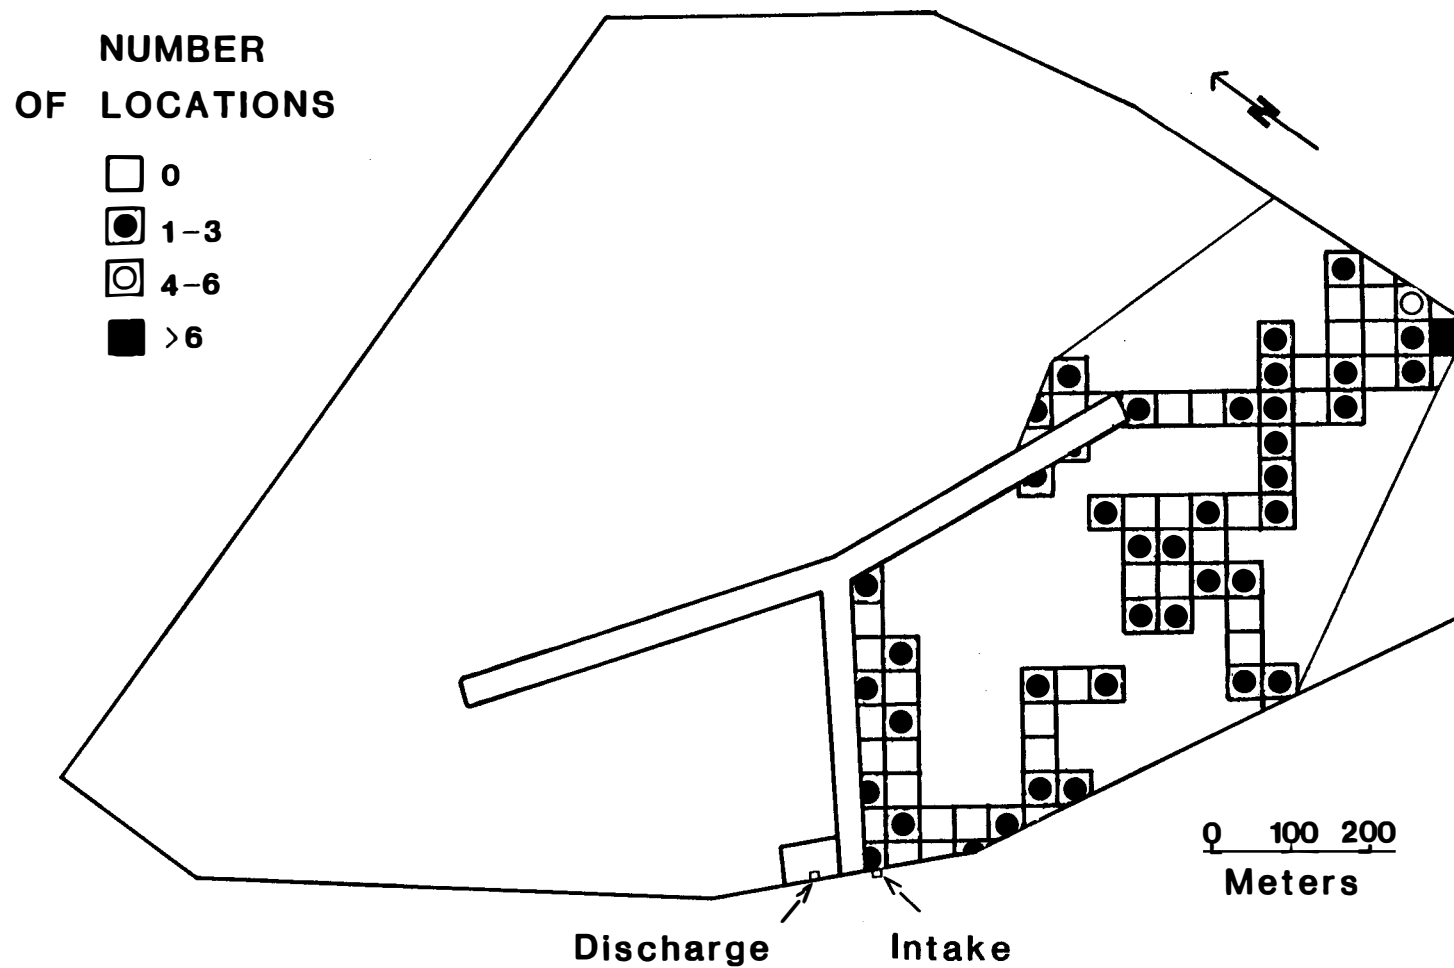 NUMBER
OF LOCATIONS
0
1-3
4-6
>6
N
0 100 200
Meters
Discharge
Intake